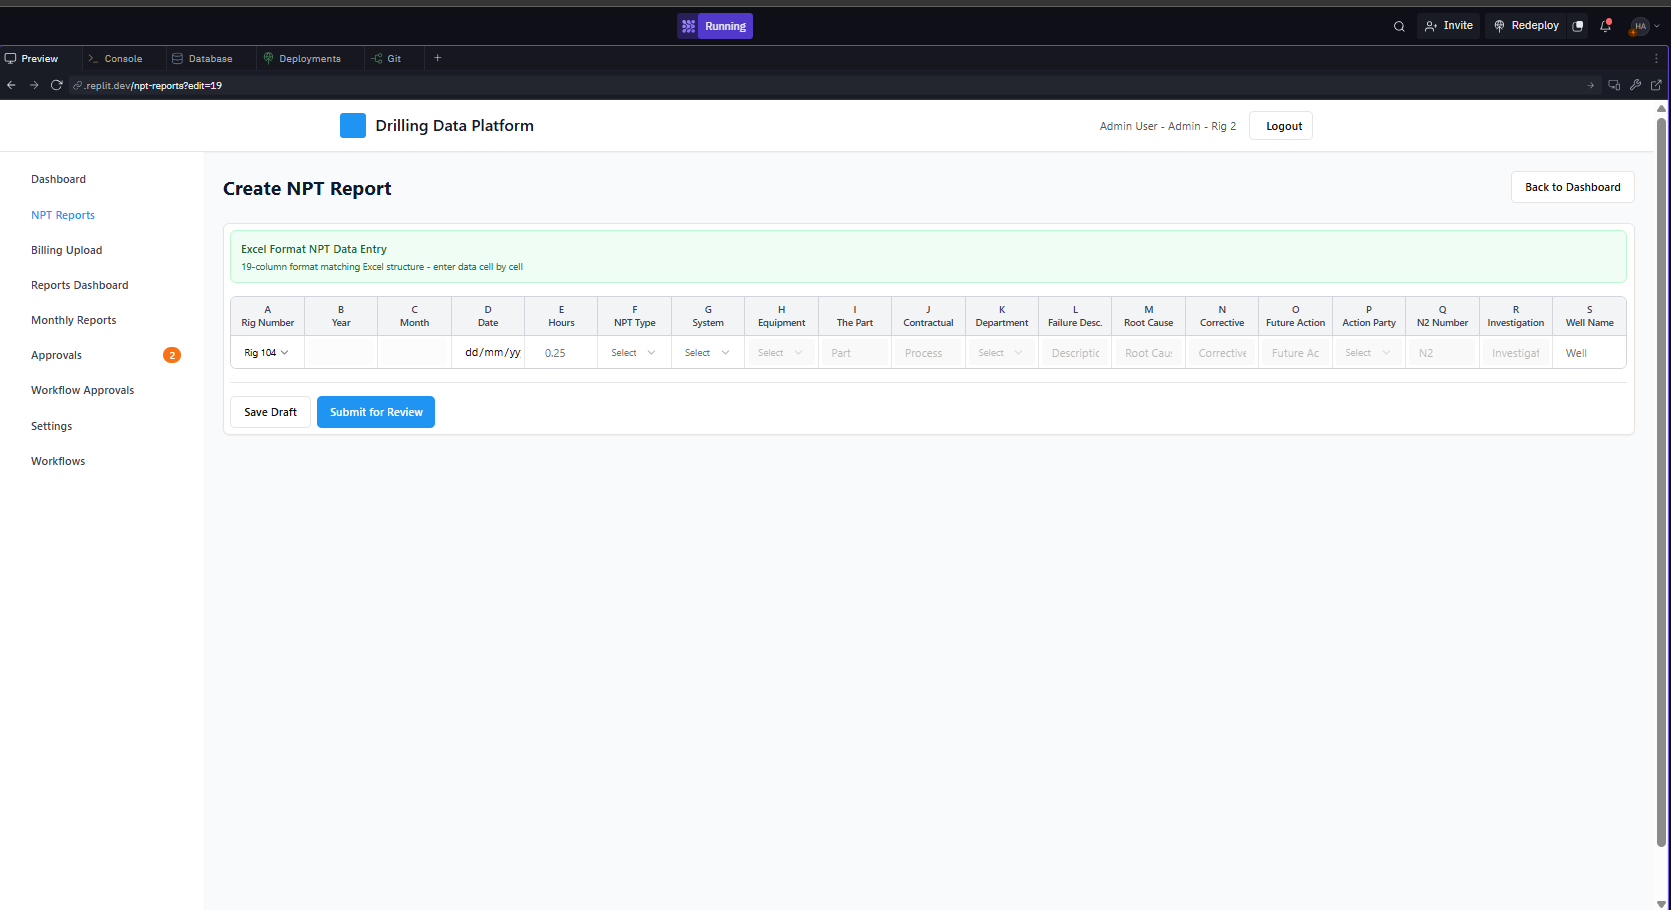 Running
Invite
Redeploy
HA
Preview
Console
Database
Deployments
Git
.replit.dev/npt-reports?edit=19
Drilling Data Platform
Admin User - Admin - Rig 2
Logout
Dashboard
NPT Reports
Billing Upload
Reports Dashboard
Monthly Reports
Approvals 2
Workflow Approvals
Settings
Workflows
Create NPT Report
Back to Dashboard
Excel Format NPT Data Entry
19-column format matching Excel structure - enter data cell by cell
A B C D E F G H I J K L M N O P Q R S
Rig Number Year Month Date Hours NPT Type System Equipment The Part Contractual Department Failure Desc. Root Cause Corrective Future Action Action Party N2 Number Investigation Well Name
Rig 104 dd/mm/yy 0.25 Select Select Select Part Process Select Descriptic Root Cau Corrective Future Ac Select N2 Investigat Well
Save Draft
Submit for Review